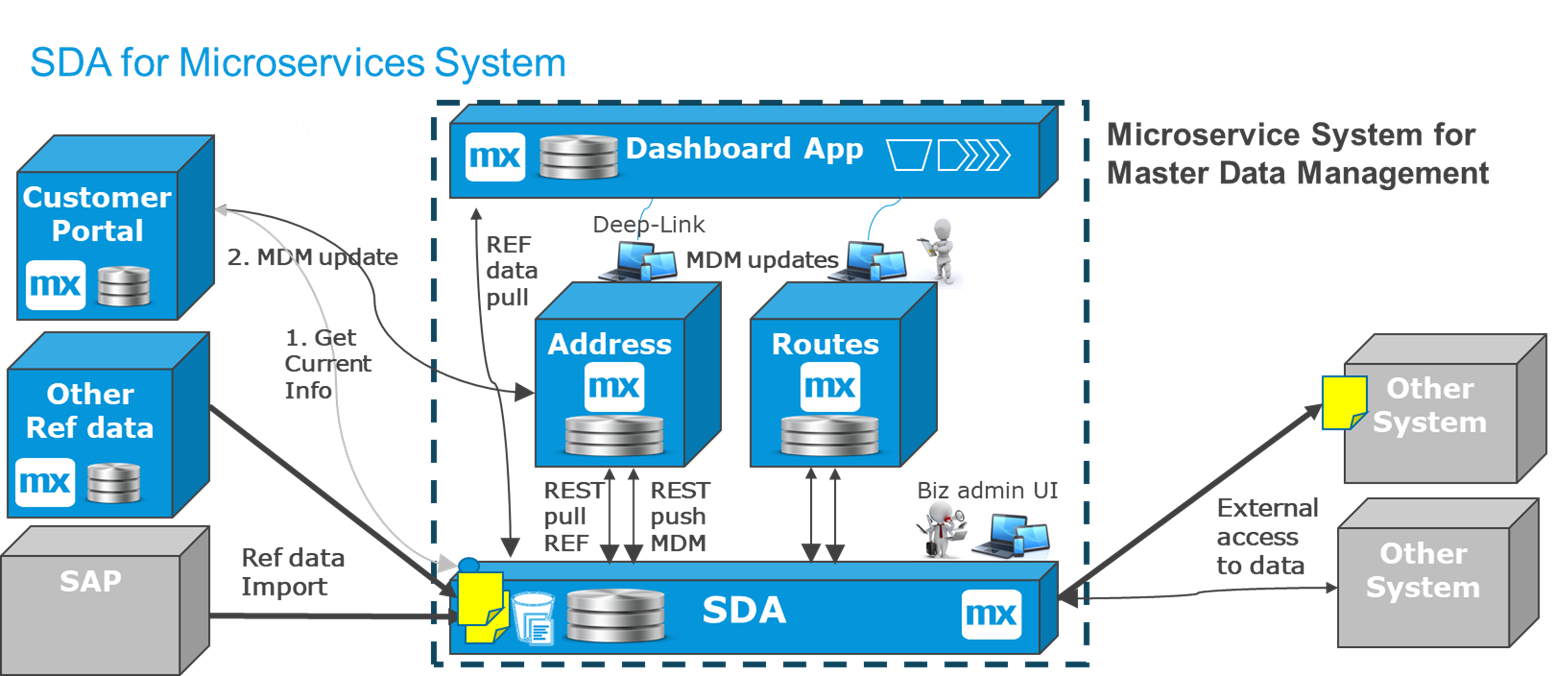 SDA for Microservices System
Microservice System for
Master Data Management
mx
Dashboard App
Customer
Portal
mx
2. MDM update
1. Get
Current
Info
REF
data
pull
Deep-Link
MDM updates
Address
mx
Routes
mx
Other
Ref data
mx
Other
System
REST
pull
REF
REST
push
MDM
Biz admin UI
External
access
to data
SAP
Ref data
Import
SDA
mx
Other
System